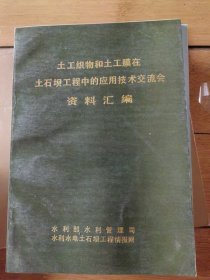 土工织物和土工膜在
土石坝工程中的应用技术交流会
资料汇编
水利部水利管理司
水利水电土石坝工程情报网